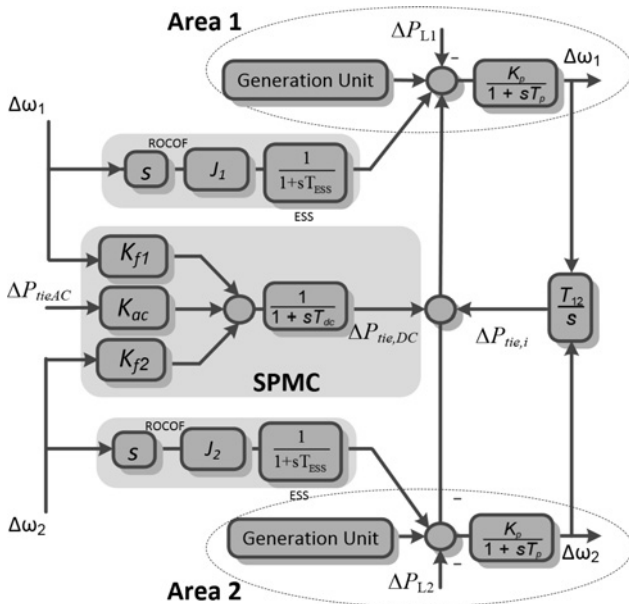 Area 1
ΔP_L1
–
Generation Unit
K_p
1 + sT_p
Δω₁
Δω₁
ROCOF
s
J₁
1
1+sT_ESS
ESS
K_f1
ΔP_tieAC
K_ac
1
1 + sT_dc
ΔP_tie,DC
ΔP_tie,i
T₁₂
s
K_f2
SPMC
ROCOF
s
J₂
1
1+sT_ESS
ESS
Δω₂
–
Generation Unit
K_p
1 + sT_p
Δω₂
–
ΔP_L2
Area 2